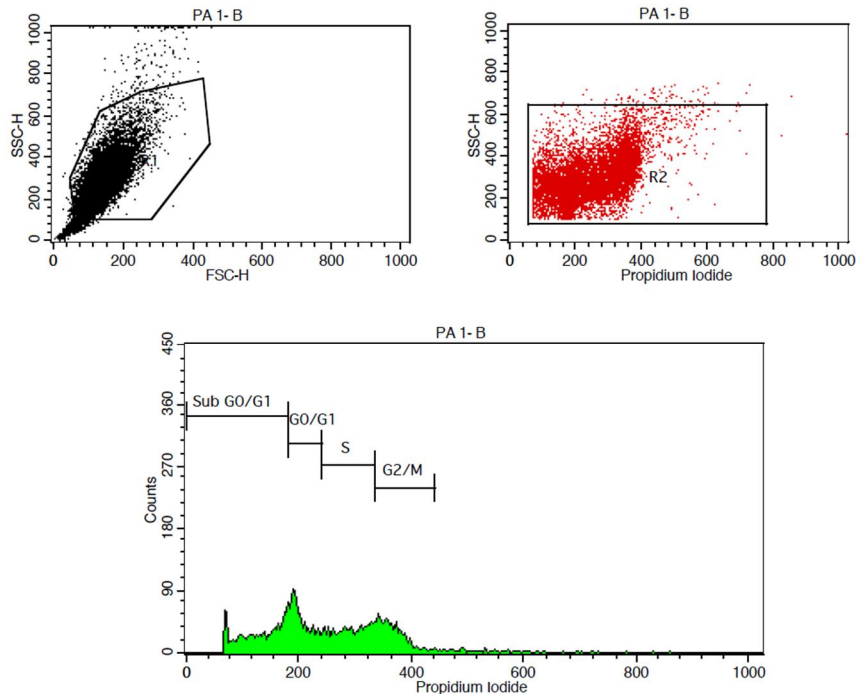 PA 1- B
1000
800
600
400
200
0
SSC-H
R1
0 200 400 600 800 1000
FSC-H
PA 1- B
1000
800
600
400
200
0
SSC-H
R2
0 200 400 600 800 1000
Propidium Iodide
PA 1- B
450
360
270
180
90
0
Counts
Sub G0/G1
G0/G1
S
G2/M
0 200 400 600 800 1000
Propidium Iodide